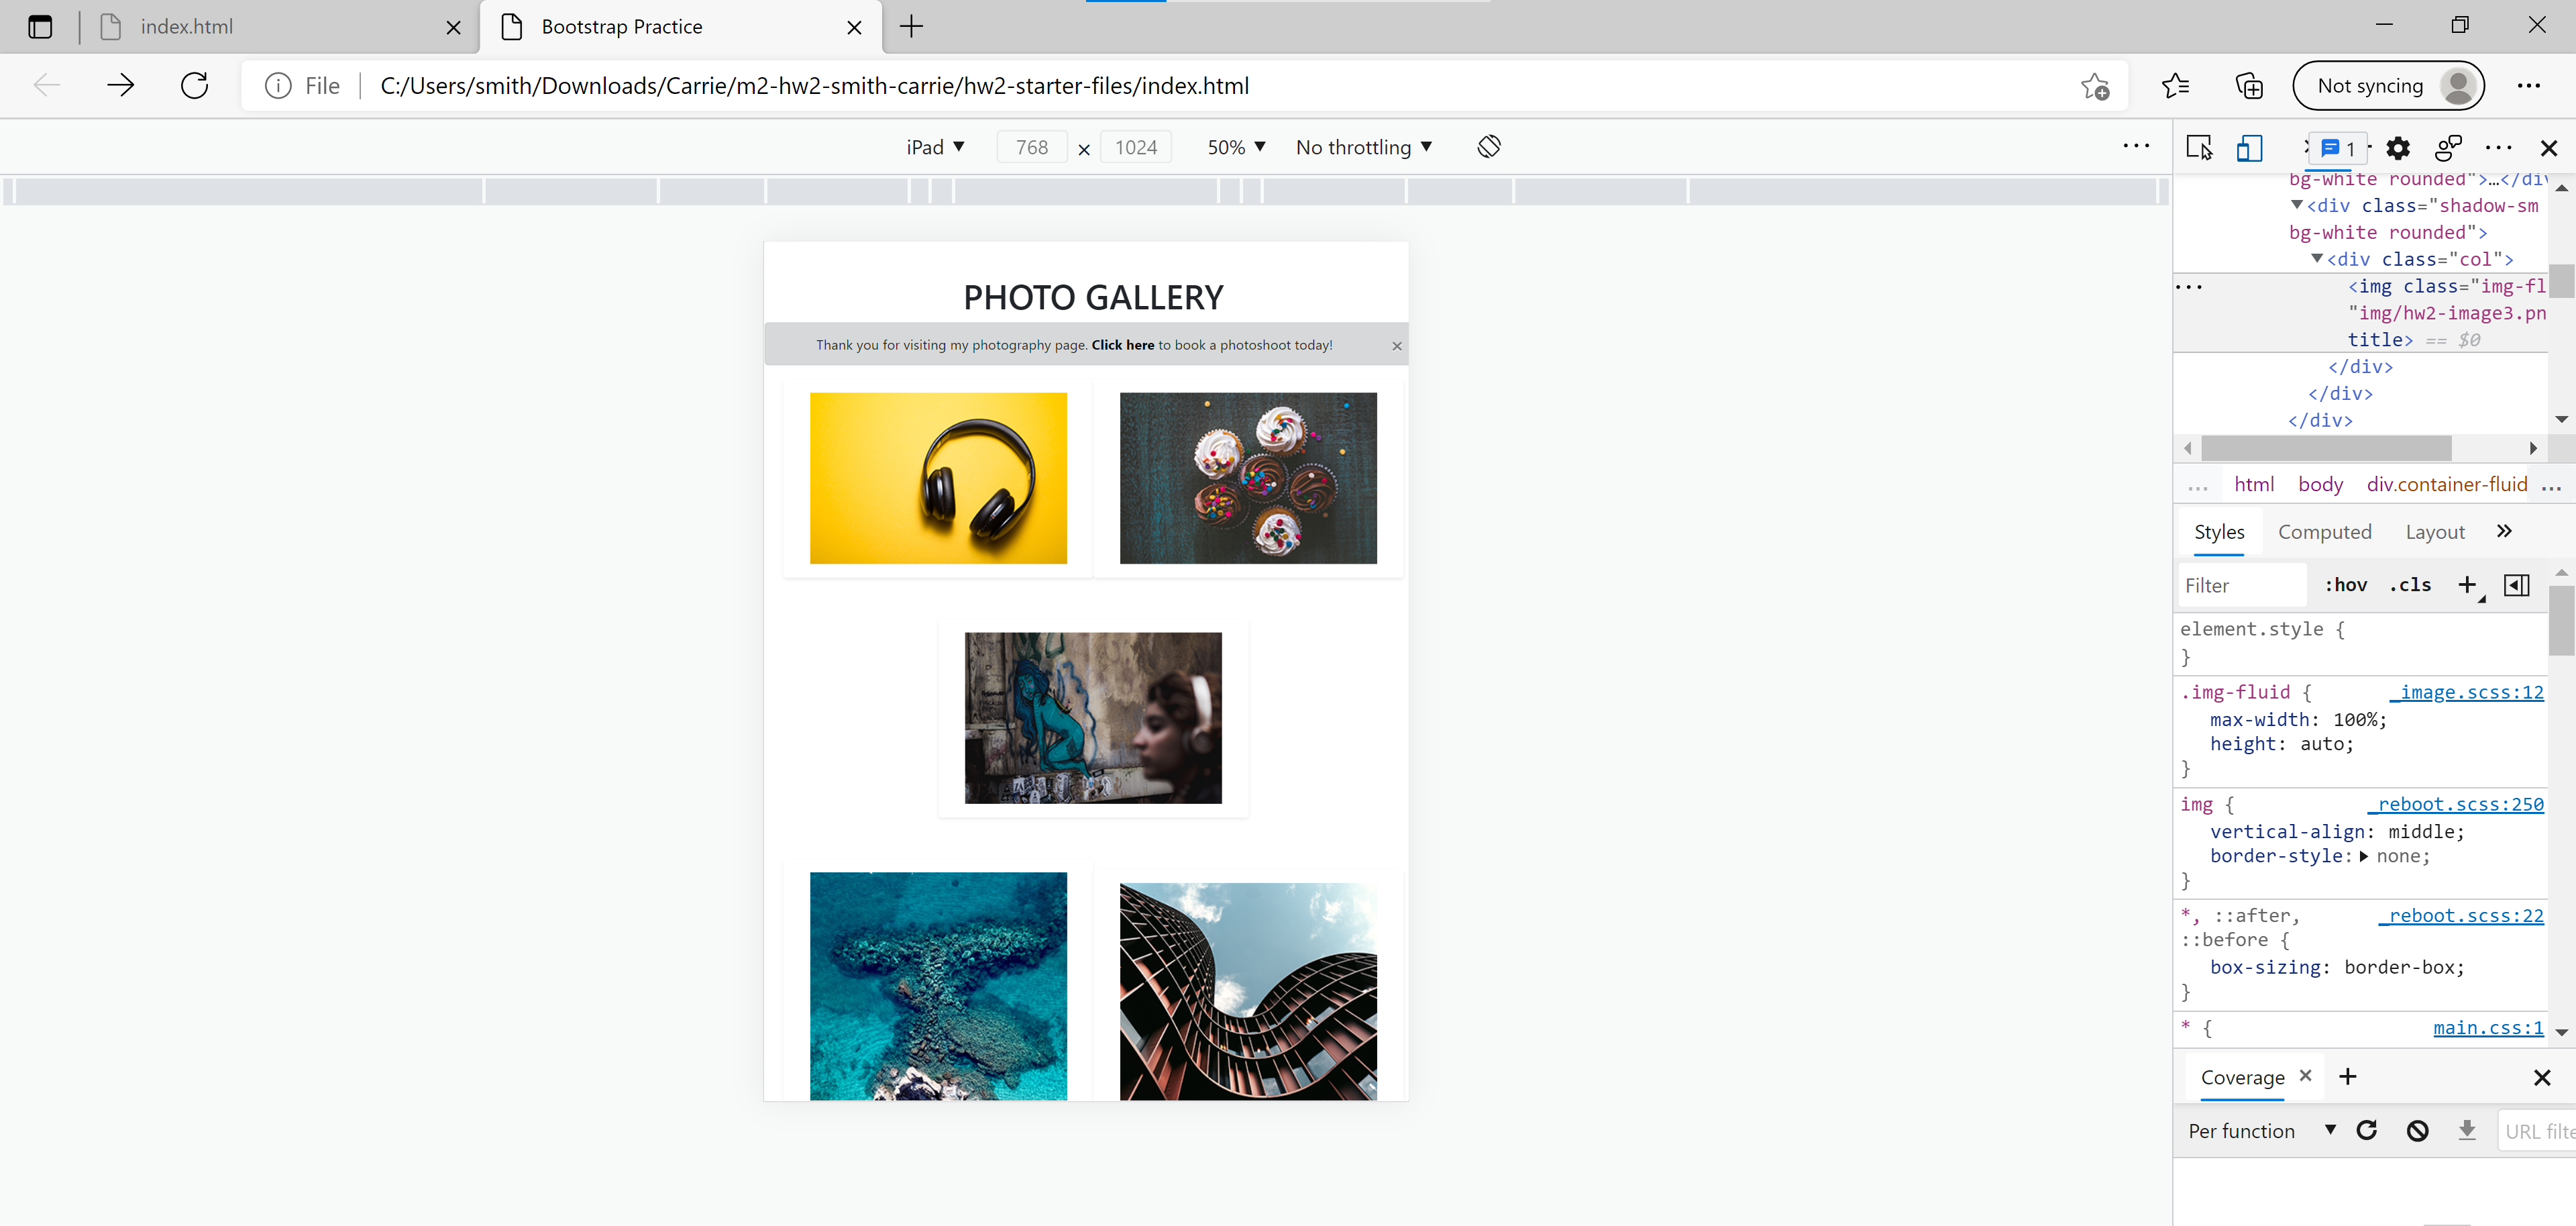 index.html
Bootstrap Practice
File
C:/Users/smith/Downloads/Carrie/m2-hw2-smith-carrie/hw2-starter-files/index.html
Not syncing
iPad ▼ 768 × 1024 50% ▼ No throttling ▼
1
bg-white rounded">…</div
▼<div class="shadow-sm
bg-white rounded">
▼<div class="col">
<img class="img-fl
"img/hw2-image3.pn
title> == $0
</div>
</div>
</div>
... html body div.container-fluid ...
Styles Computed Layout »
Filter :hov .cls +
element.style {
}
.img-fluid { _image.scss:12
max-width: 100%;
height: auto;
}
img { _reboot.scss:250
vertical-align: middle;
border-style:▶ none;
}
*, ::after, _reboot.scss:22
::before {
box-sizing: border-box;
}
* { main.css:1
Coverage × +
Per function ▼ URL filte
PHOTO GALLERY
Thank you for visiting my photography page. Click here to book a photoshoot today! ×